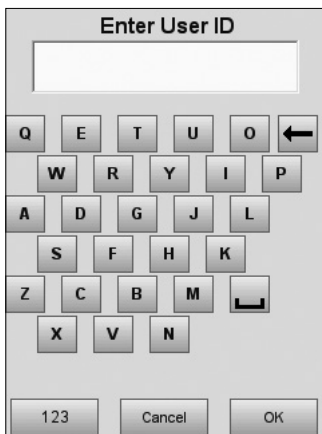 Enter User ID
Q E T U O ←
W R Y I P
A D G J L
S F H K
Z C B M
X V N
123 Cancel OK